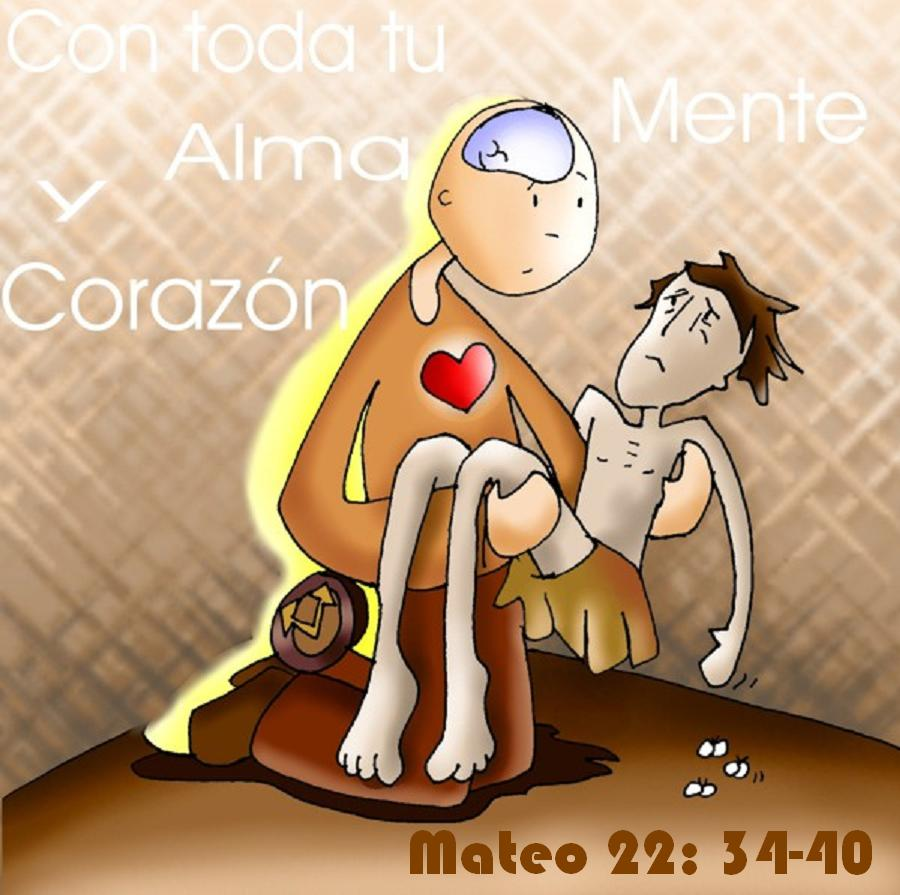 Con toda tu
Mente
Alma
y
Corazón
Mateo 22: 34-40